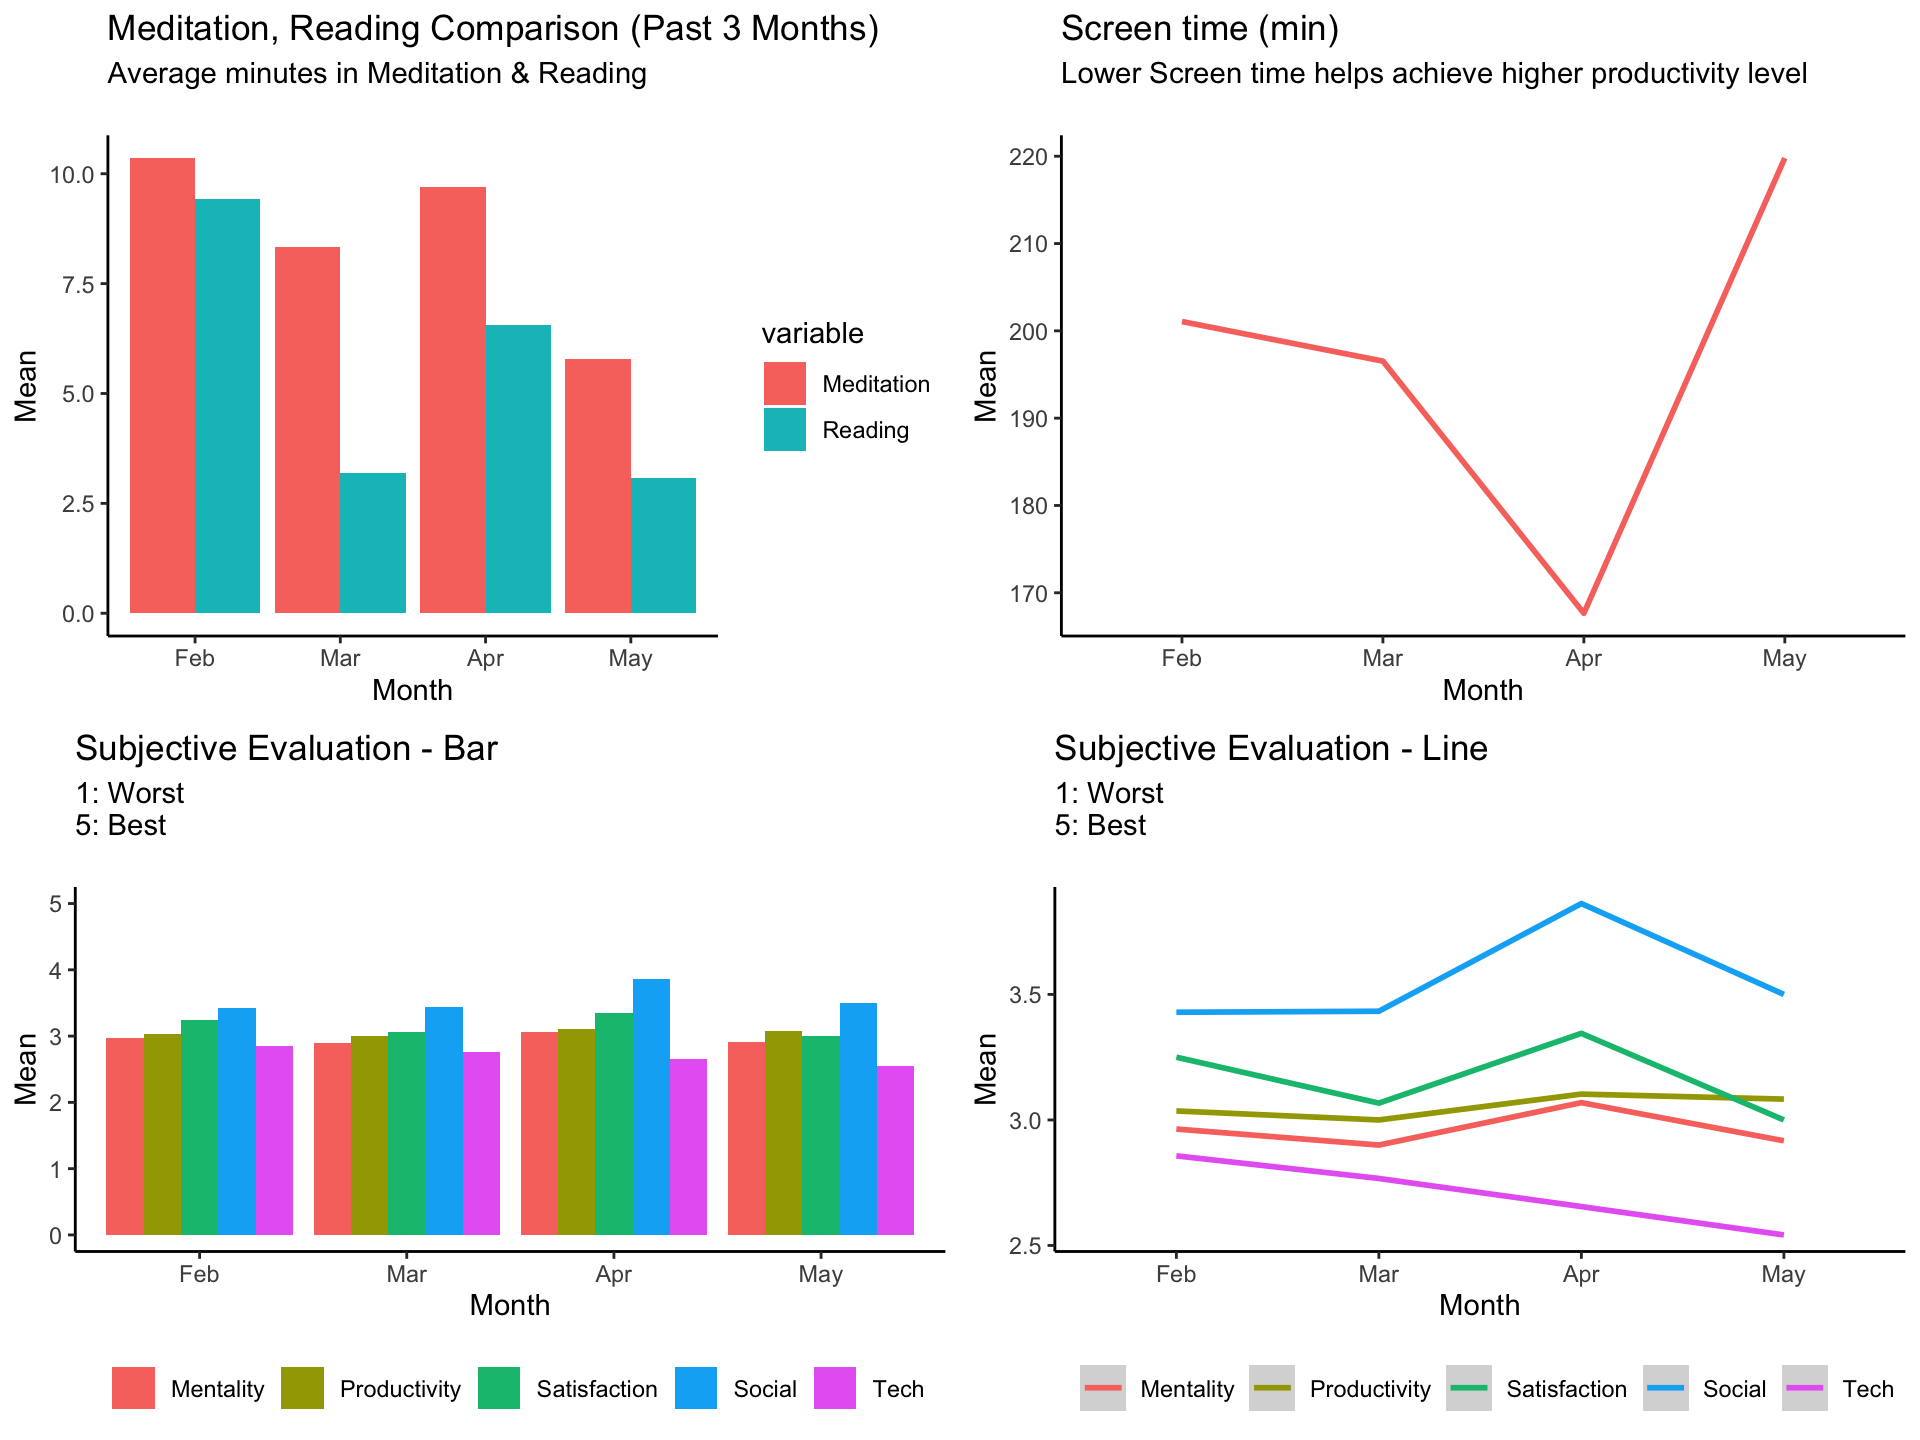 Meditation, Reading Comparison (Past 3 Months)
Average minutes in Meditation & Reading
10.0
7.5
5.0
2.5
0.0
Mean
Feb Mar Apr May
Month
variable
Meditation
Reading
Screen time (min)
Lower Screen time helps achieve higher productivity level
220
210
200
190
180
170
Mean
Feb Mar Apr May
Month
Subjective Evaluation - Bar
1: Worst
5: Best
5
4
3
2
1
0
Mean
Feb Mar Apr May
Month
Mentality Productivity Satisfaction Social Tech
Subjective Evaluation - Line
1: Worst
5: Best
3.5
3.0
2.5
Mean
Feb Mar Apr May
Month
Mentality Productivity Satisfaction Social Tech